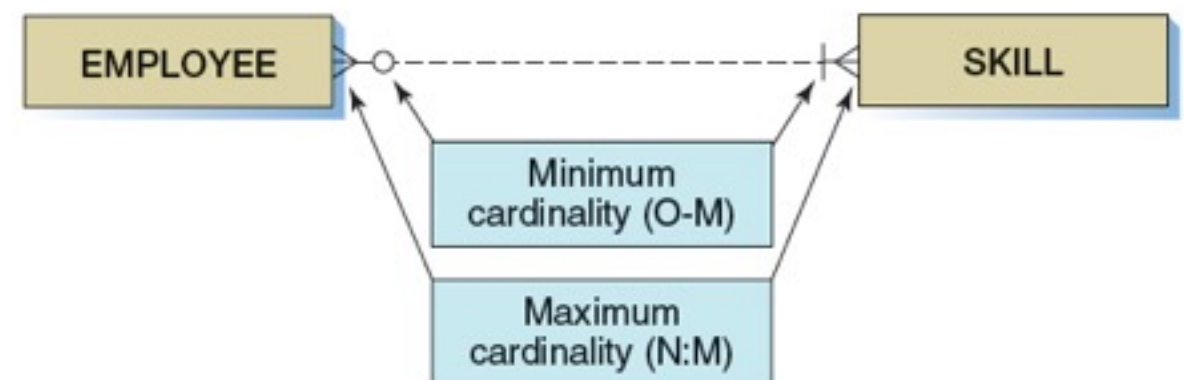 EMPLOYEE
SKILL
Minimum
cardinality (O-M)
Maximum
cardinality (N:M)